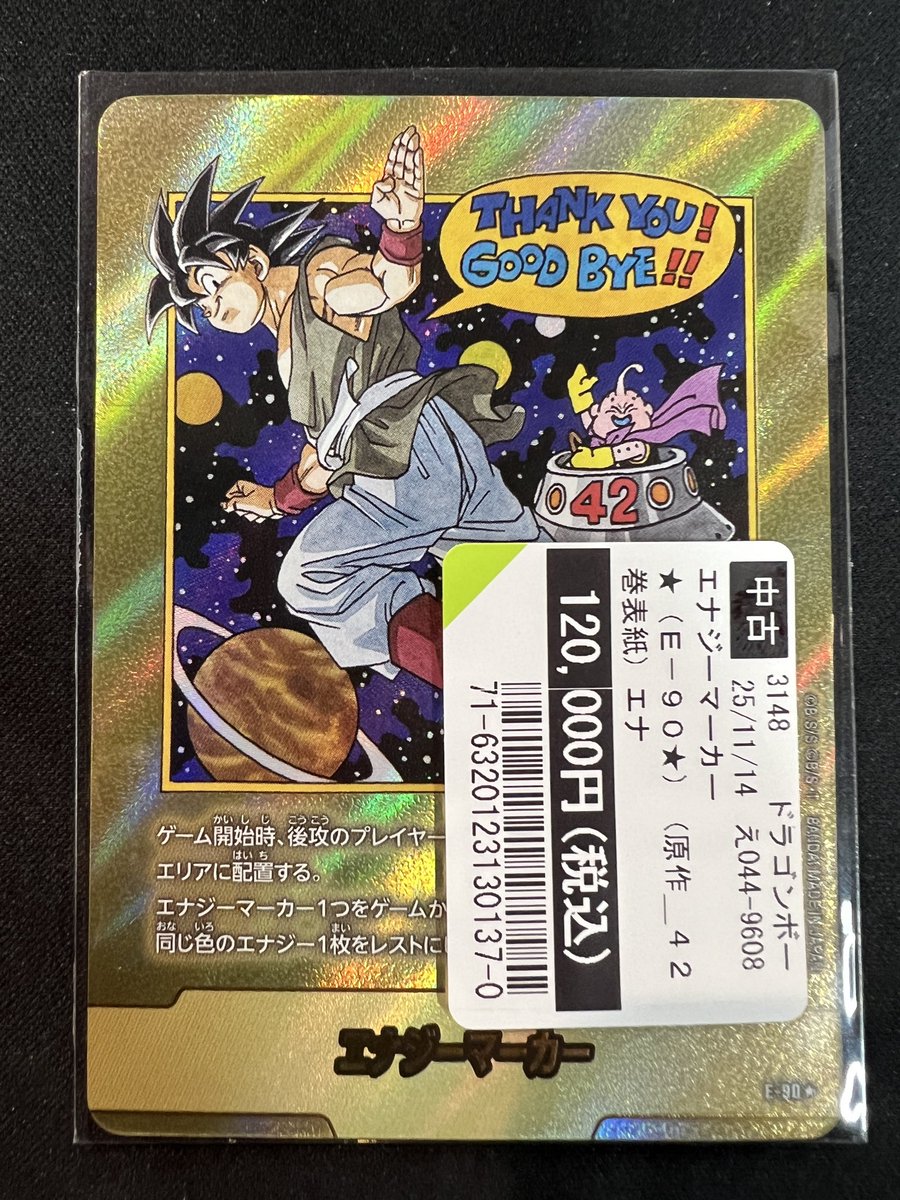 THANK YOU!
GOOD BYE!!
42
中古
3148 ドラゴンボー
25/11/14 え044-9608
エナジーマーカー
★(E-90★) (原作_42
巻表紙) エナ
120,000円(税込)
71-632012313013​7-0
ゲーム開始時、後攻のプレイヤー
エリアに配置する。
エナジーマーカー1つをゲームか
同じ色のエナジー1枚をレストに
エナジーマーカー
E-90★